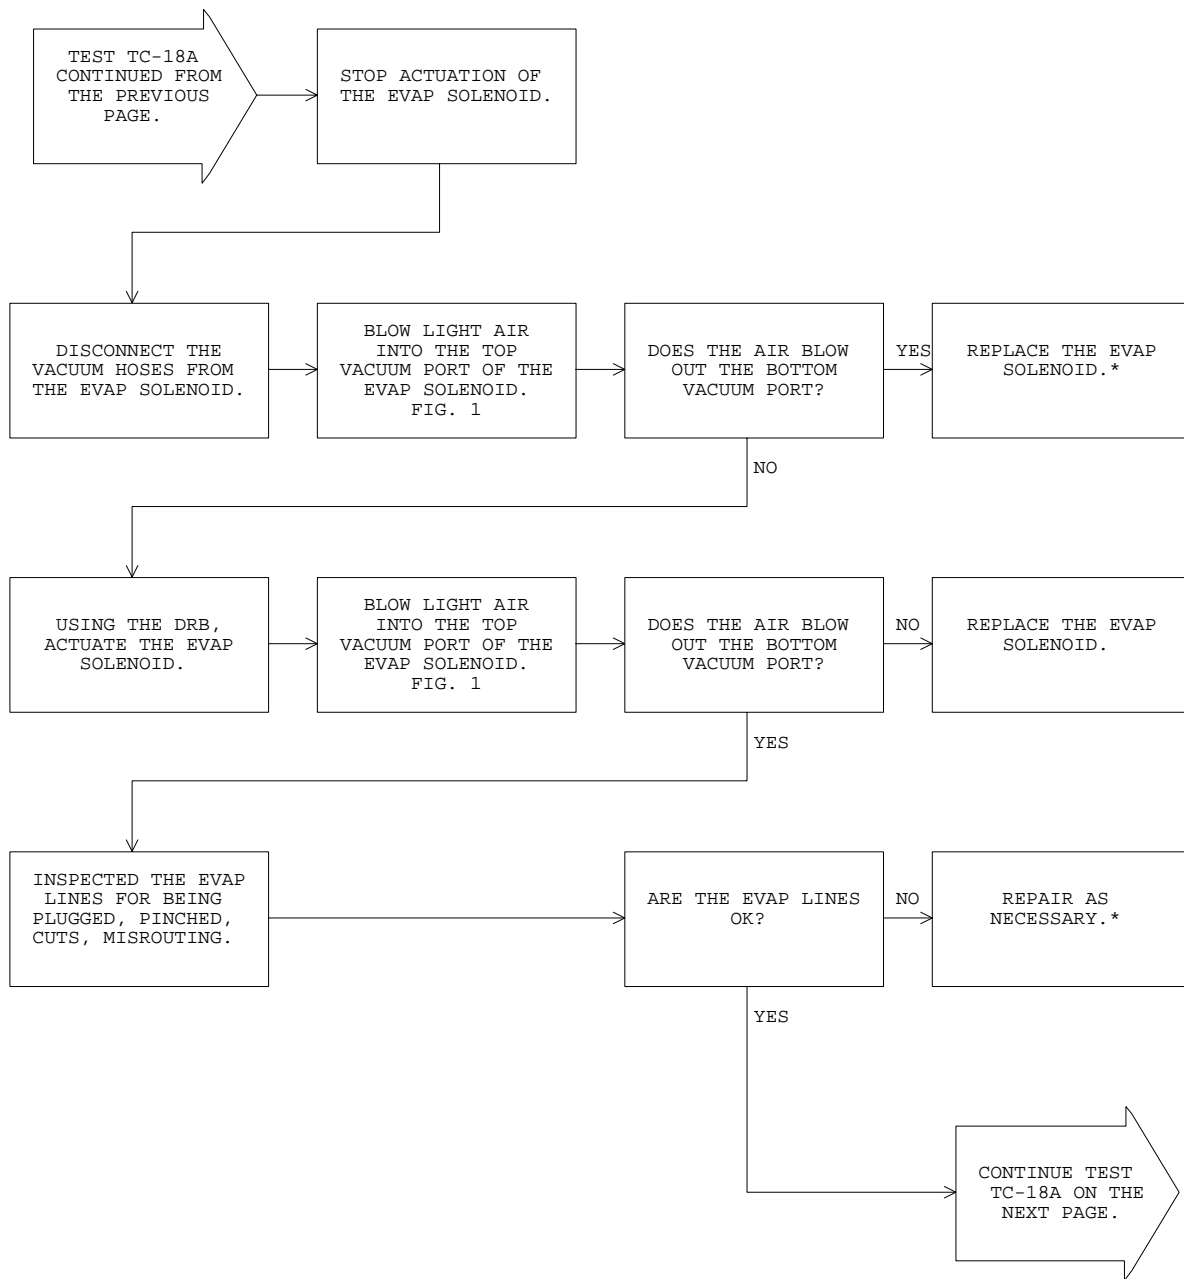 TEST TC-18A
CONTINUED FROM
THE PREVIOUS
PAGE.
STOP ACTUATION OF
THE EVAP SOLENOID.
DISCONNECT THE
VACUUM HOSES FROM
THE EVAP SOLENOID.
BLOW LIGHT AIR
INTO THE TOP
VACUUM PORT OF THE
EVAP SOLENOID.
FIG. 1
DOES THE AIR BLOW
OUT THE BOTTOM
VACUUM PORT?
YES
REPLACE THE EVAP
SOLENOID.*
NO
USING THE DRB,
ACTUATE THE EVAP
SOLENOID.
BLOW LIGHT AIR
INTO THE TOP
VACUUM PORT OF THE
EVAP SOLENOID.
FIG. 1
DOES THE AIR BLOW
OUT THE BOTTOM
VACUUM PORT?
NO
REPLACE THE EVAP
SOLENOID.
YES
INSPECTED THE EVAP
LINES FOR BEING
PLUGGED, PINCHED,
CUTS, MISROUTING.
ARE THE EVAP LINES
OK?
NO
REPAIR AS
NECESSARY.*
YES
CONTINUE TEST
TC-18A ON THE
NEXT PAGE.